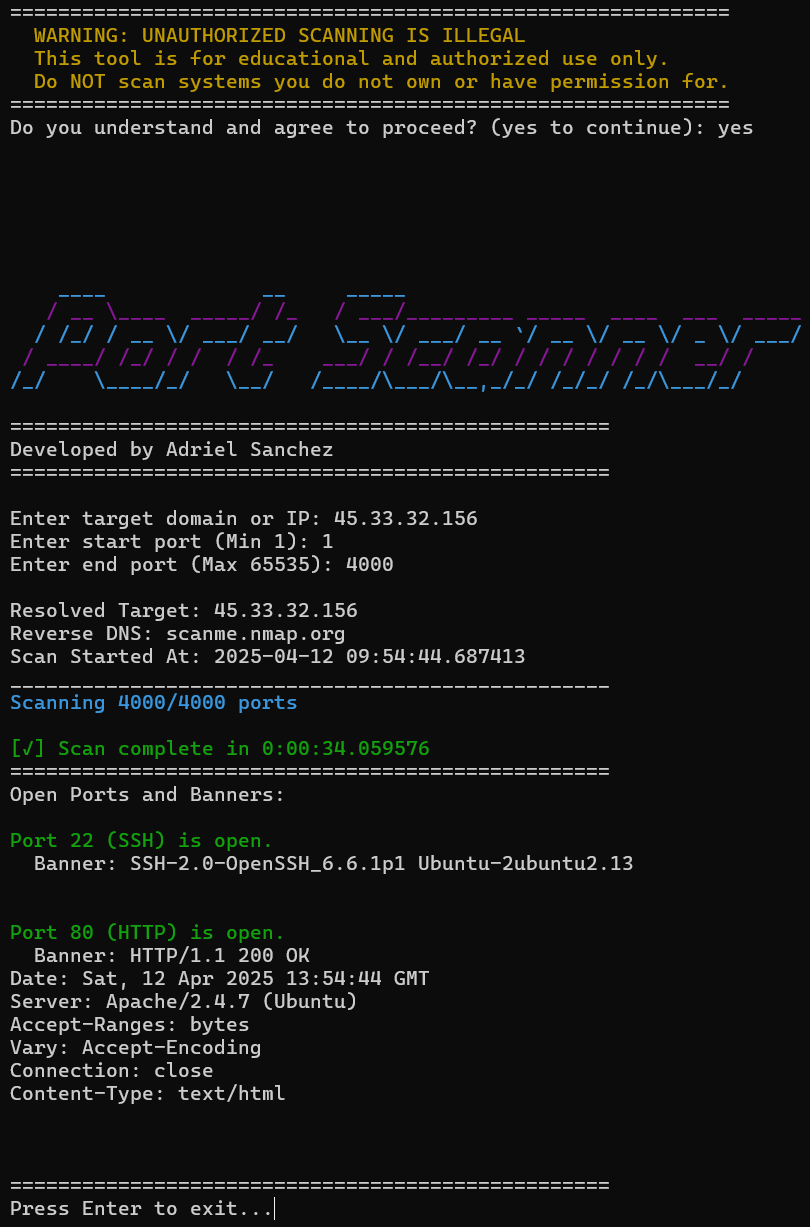 ============================================================
  WARNING: UNAUTHORIZED SCANNING IS ILLEGAL
  This tool is for educational and authorized use only.
  Do NOT scan systems you do not own or have permission for.
============================================================
Do you understand and agree to proceed? (yes to continue): yes
Port Scanner
==================================================
Developed by Adriel Sanchez
==================================================
Enter target domain or IP: 45.33.32.156
Enter start port (Min 1): 1
Enter end port (Max 65535): 4000
Resolved Target: 45.33.32.156
Reverse DNS: scanme.nmap.org
Scan Started At: 2025-04-12 09:54:44.687413
__________________________________________________
Scanning 4000/4000 ports
[√] Scan complete in 0:00:34.059576
==================================================
Open Ports and Banners:
Port 22 (SSH) is open.
  Banner: SSH-2.0-OpenSSH_6.6.1p1 Ubuntu-2ubuntu2.13
Port 80 (HTTP) is open.
  Banner: HTTP/1.1 200 OK
Date: Sat, 12 Apr 2025 13:54:44 GMT
Server: Apache/2.4.7 (Ubuntu)
Accept-Ranges: bytes
Vary: Accept-Encoding
Connection: close
Content-Type: text/html
==================================================
Press Enter to exit...